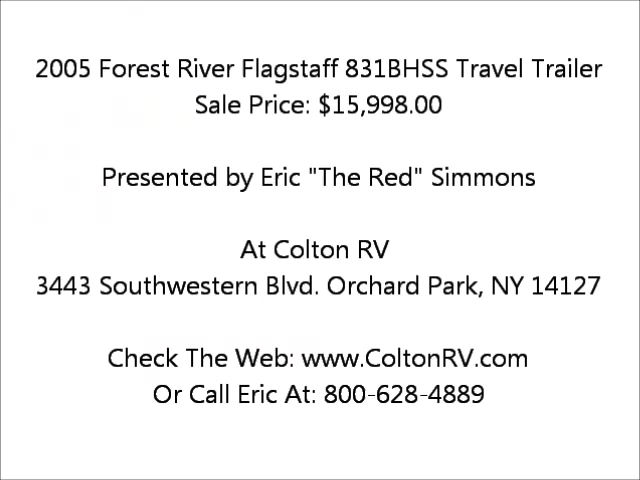 2005 Forest River Flagstaff 831BHSS Travel Trailer
Sale Price: $15,998.00
Presented by Eric "The Red" Simmons
At Colton RV
3443 Southwestern Blvd. Orchard Park, NY 14127
Check The Web: www.ColtonRV.com
Or Call Eric At: 800-628-4889